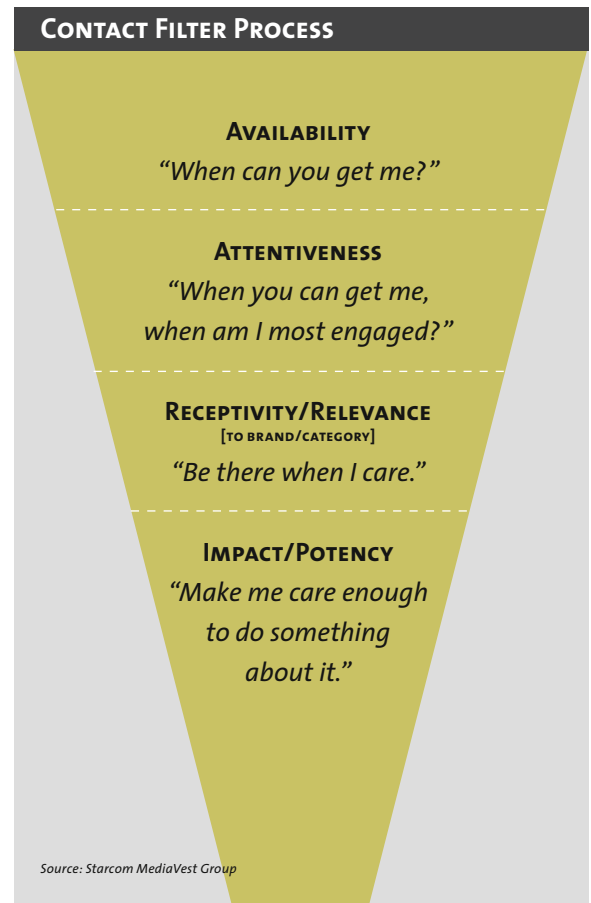 Contact Filter Process
Availability
“When can you get me?”
Attentiveness
“When you can get me,
when am I most engaged?”
Receptivity/Relevance
[to brand/category]
“Be there when I care.”
Impact/Potency
“Make me care enough
to do something
about it.”
Source: Starcom MediaVest Group